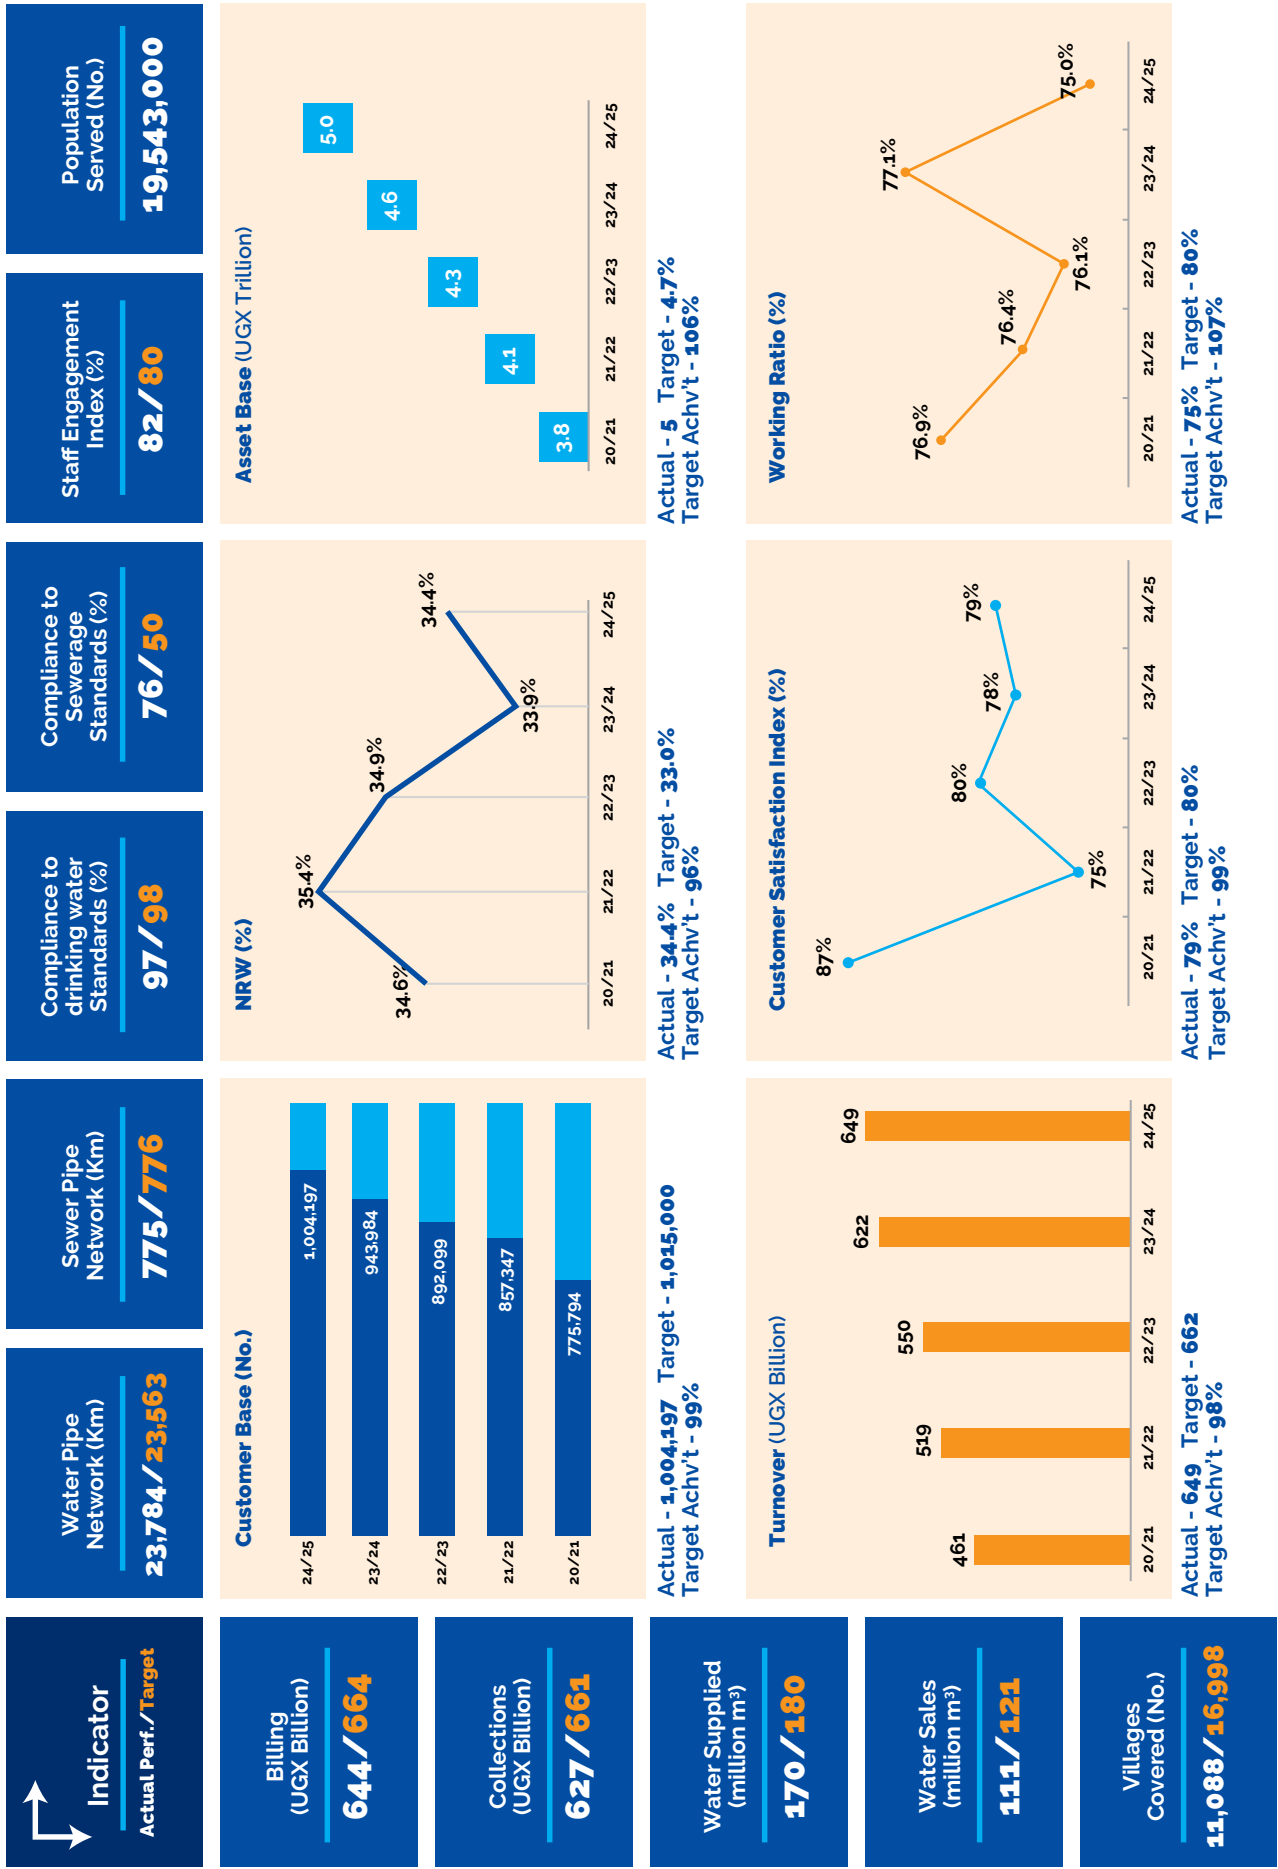 Indicator
Actual Perf./Target
Water Pipe
Network (Km)
23,784/23,563
Sewer Pipe
Network (Km)
775/776
Compliance to
drinking water
Standards (%)
97/98
Compliance to
Sewerage
Standards (%)
76/50
Staff Engagement
Index (%)
82/80
Population
Served (No.)
19,543,000
Billing
(UGX Billion)
644/664
Collections
(UGX Billion)
627/661
Water Supplied
(million m³)
170/180
Water Sales
(million m³)
111/121
Villages
Covered (No.)
11,088/16,998
Customer Base (No.)
24/25
1,004,197
23/24
943,984
22/23
892,099
21/22
857,347
20/21
775,794
Actual - 1,004,197 Target - 1,015,000
Target Achv't - 99%
NRW (%)
34.6%
35.4%
34.9%
33.9%
34.4%
20/21 21/22 22/23 23/24 24/25
Actual - 34.4% Target - 33.0%
Target Achv't - 96%
Asset Base (UGX Trillion)
3.8
4.1
4.3
4.6
5.0
20/21 21/22 22/23 23/24 24/25
Actual - 5 Target - 4.7%
Target Achv't - 106%
Turnover (UGX Billion)
461
519
550
622
649
20/21 21/22 22/23 23/24 24/25
Actual - 649 Target - 662
Target Achv't - 98%
Customer Satisfaction Index (%)
87%
75%
80%
78%
79%
20/21 21/22 22/23 23/24 24/25
Actual - 79% Target - 80%
Target Achv't - 99%
Working Ratio (%)
76.9%
76.4%
76.1%
77.1%
75.0%
20/21 21/22 22/23 23/24 24/25
Actual - 75% Target - 80%
Target Achv't - 107%